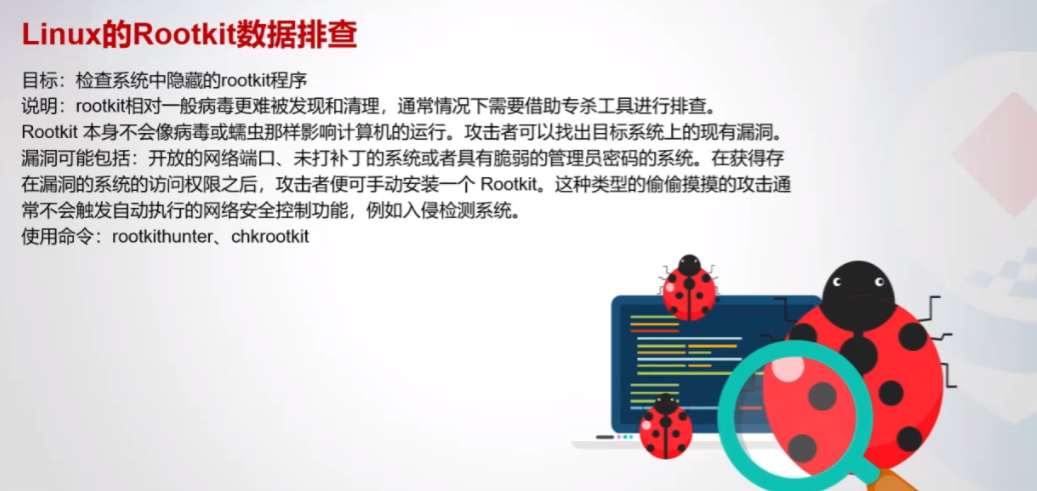 Linux的Rootkit数据排查
目标：检查系统中隐藏的rootkit程序
说明：rootkit相对一般病毒更难被发现和清理，通常情况下需要借助专杀工具进行排查。
Rootkit 本身不会像病毒或蠕虫那样影响计算机的运行。攻击者可以找出目标系统上的现有漏洞。
漏洞可能包括：开放的网络端口、未打补丁的系统或者具有脆弱的管理员密码的系统。在获得存
在漏洞的系统的访问权限之后，攻击者便可手动安装一个 Rootkit。这种类型的偷偷摸摸的攻击通
常不会触发自动执行的网络安全控制功能，例如入侵检测系统。
使用命令：rootkithunter、chkrootkit